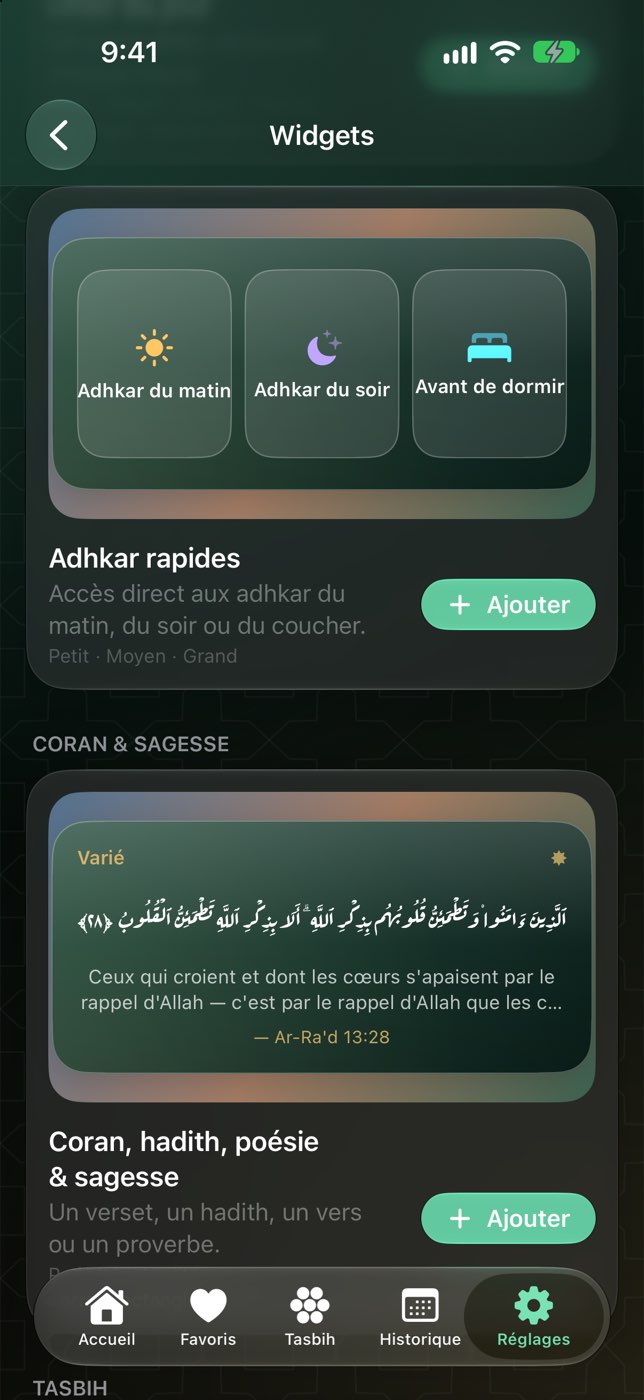 9:41
Widgets
Adhkar du matin
Adhkar du soir
Avant de dormir
Adhkar rapides
Accès direct aux adhkar du
matin, du soir ou du coucher.
Petit · Moyen · Grand
+ Ajouter
CORAN & SAGESSE
Varié
ٱلَّذِينَ ءَامَنُوا۟ وَتَطْمَئِنُّ قُلُوبُهُم بِذِكْرِ ٱللَّهِ ۗ أَلَا بِذِكْرِ ٱللَّهِ تَطْمَئِنُّ ٱلْقُلُوبُ ﴿٢٨﴾
Ceux qui croient et dont les cœurs s'apaisent par le
rappel d'Allah — c'est par le rappel d'Allah que les c…
— Ar-Ra'd 13:28
Coran, hadith, poésie
& sagesse
Un verset, un hadith, un vers
ou un proverbe.
+ Ajouter
Accueil
Favoris
Tasbih
Historique
Réglages
TASBIH